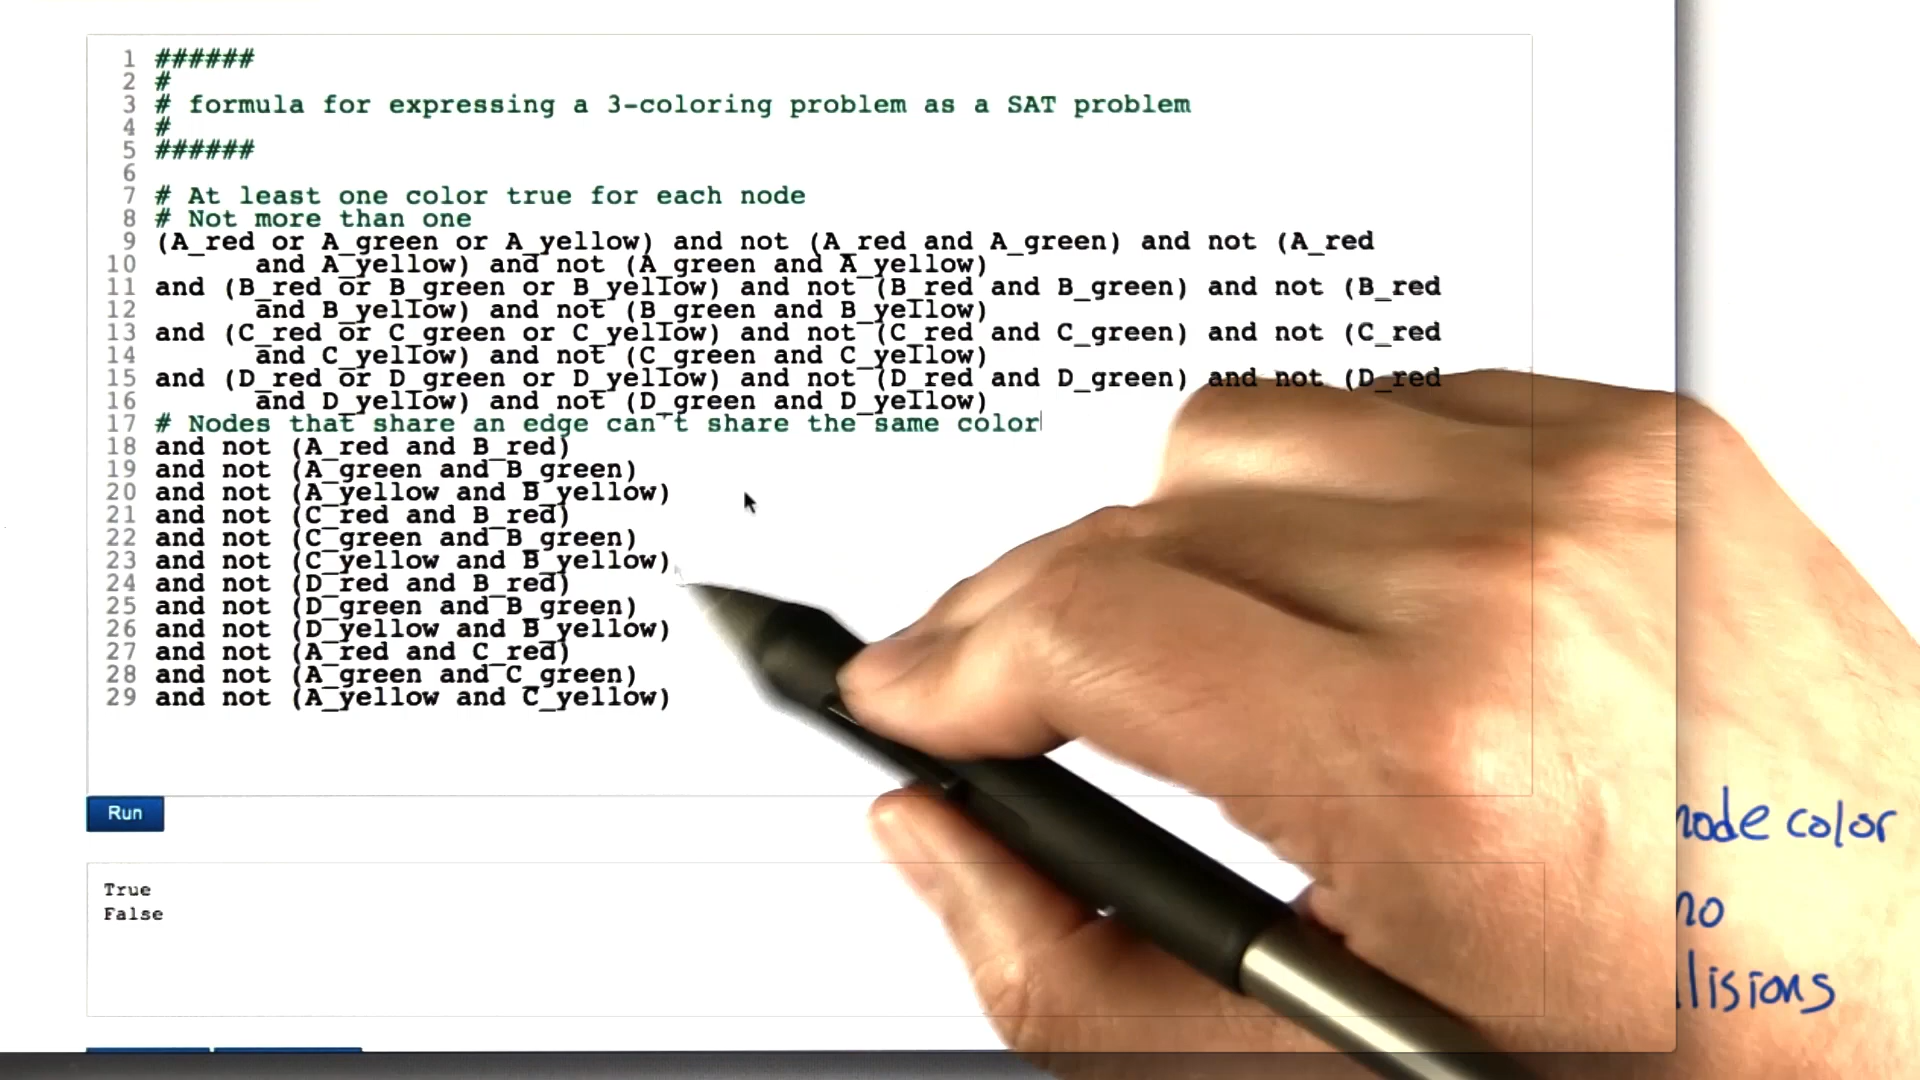 1 ######
2 #
3 # formula for expressing a 3-coloring problem as a SAT problem
4 #
5 ######
6
7 # At least one color true for each node
8 # Not more than one
9 (A_red or A_green or A_yellow) and not (A_red and A_green) and not (A_red
10 and A_yellow) and not (A_green and A_yellow)
11 and (B_red or B_green or B_yellow) and not (B_red and B_green) and not (B_red
12 and B_yellow) and not (B_green and B_yellow)
13 and (C_red or C_green or C_yellow) and not (C_red and C_green) and not (C_red
14 and C_yellow) and not (C_green and C_yellow)
15 and (D_red or D_green or D_yellow) and not (D_red and D_green) and not (D_red
16 and D_yellow) and not (D_green and D_yellow)
17 # Nodes that share an edge can't share the same color
18 and not (A_red and B_red)
19 and not (A_green and B_green)
20 and not (A_yellow and B_yellow)
21 and not (C_red and B_red)
22 and not (C_green and B_green)
23 and not (C_yellow and B_yellow)
24 and not (D_red and B_red)
25 and not (D_green and B_green)
26 and not (D_yellow and B_yellow)
27 and not (A_red and C_red)
28 and not (A_green and C_green)
29 and not (A_yellow and C_yellow)
Run
True
False
node color
no
llisions